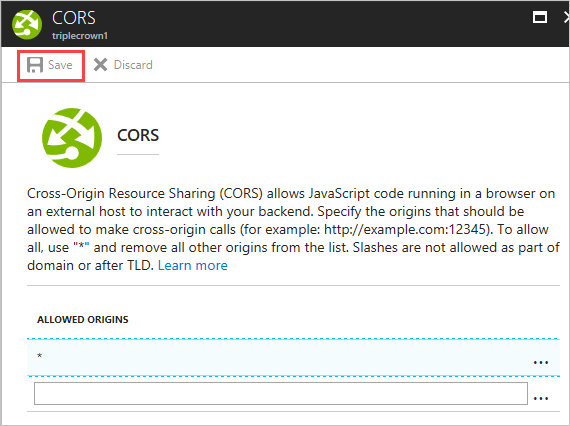 CORS
triplecrown1
Save
Discard
CORS
Cross-Origin Resource Sharing (CORS) allows JavaScript code running in a browser on
an external host to interact with your backend. Specify the origins that should be
allowed to make cross-origin calls (for example: http://example.com:12345). To allow
all, use "*" and remove all other origins from the list. Slashes are not allowed as part of
domain or after TLD. Learn more
ALLOWED ORIGINS
*
...
...